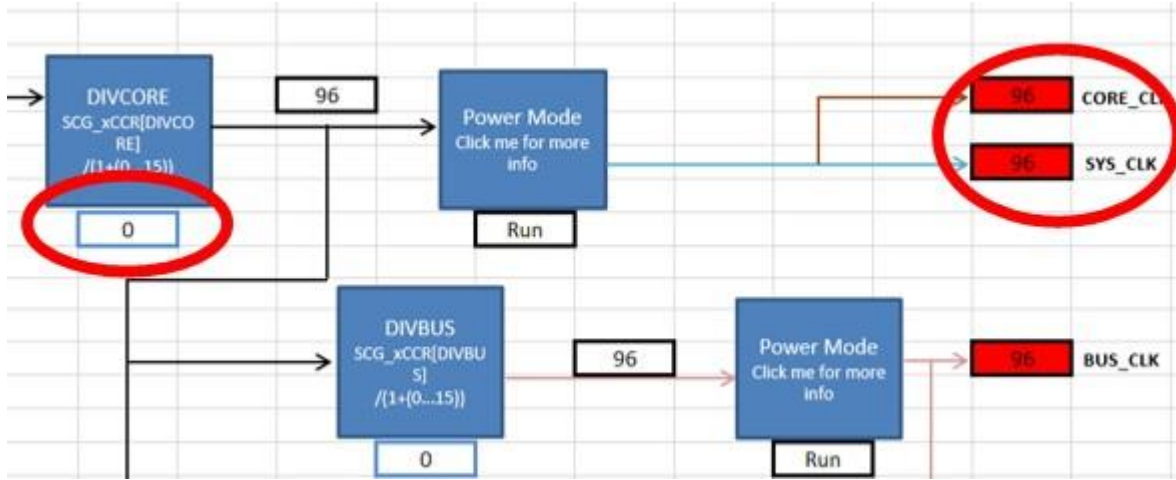 DIVCORE
SCG_xCCR[DIVCO
RE]
/(1+(0...15))
0
96
Power Mode
Click me for more
info
Run
96
CORE_CL
96
SYS_CLK
DIVBUS
SCG_xCCR[DIVBU
S]
/(1+(0...15))
0
96
Power Mode
Click me for more
info
Run
96
BUS_CLK